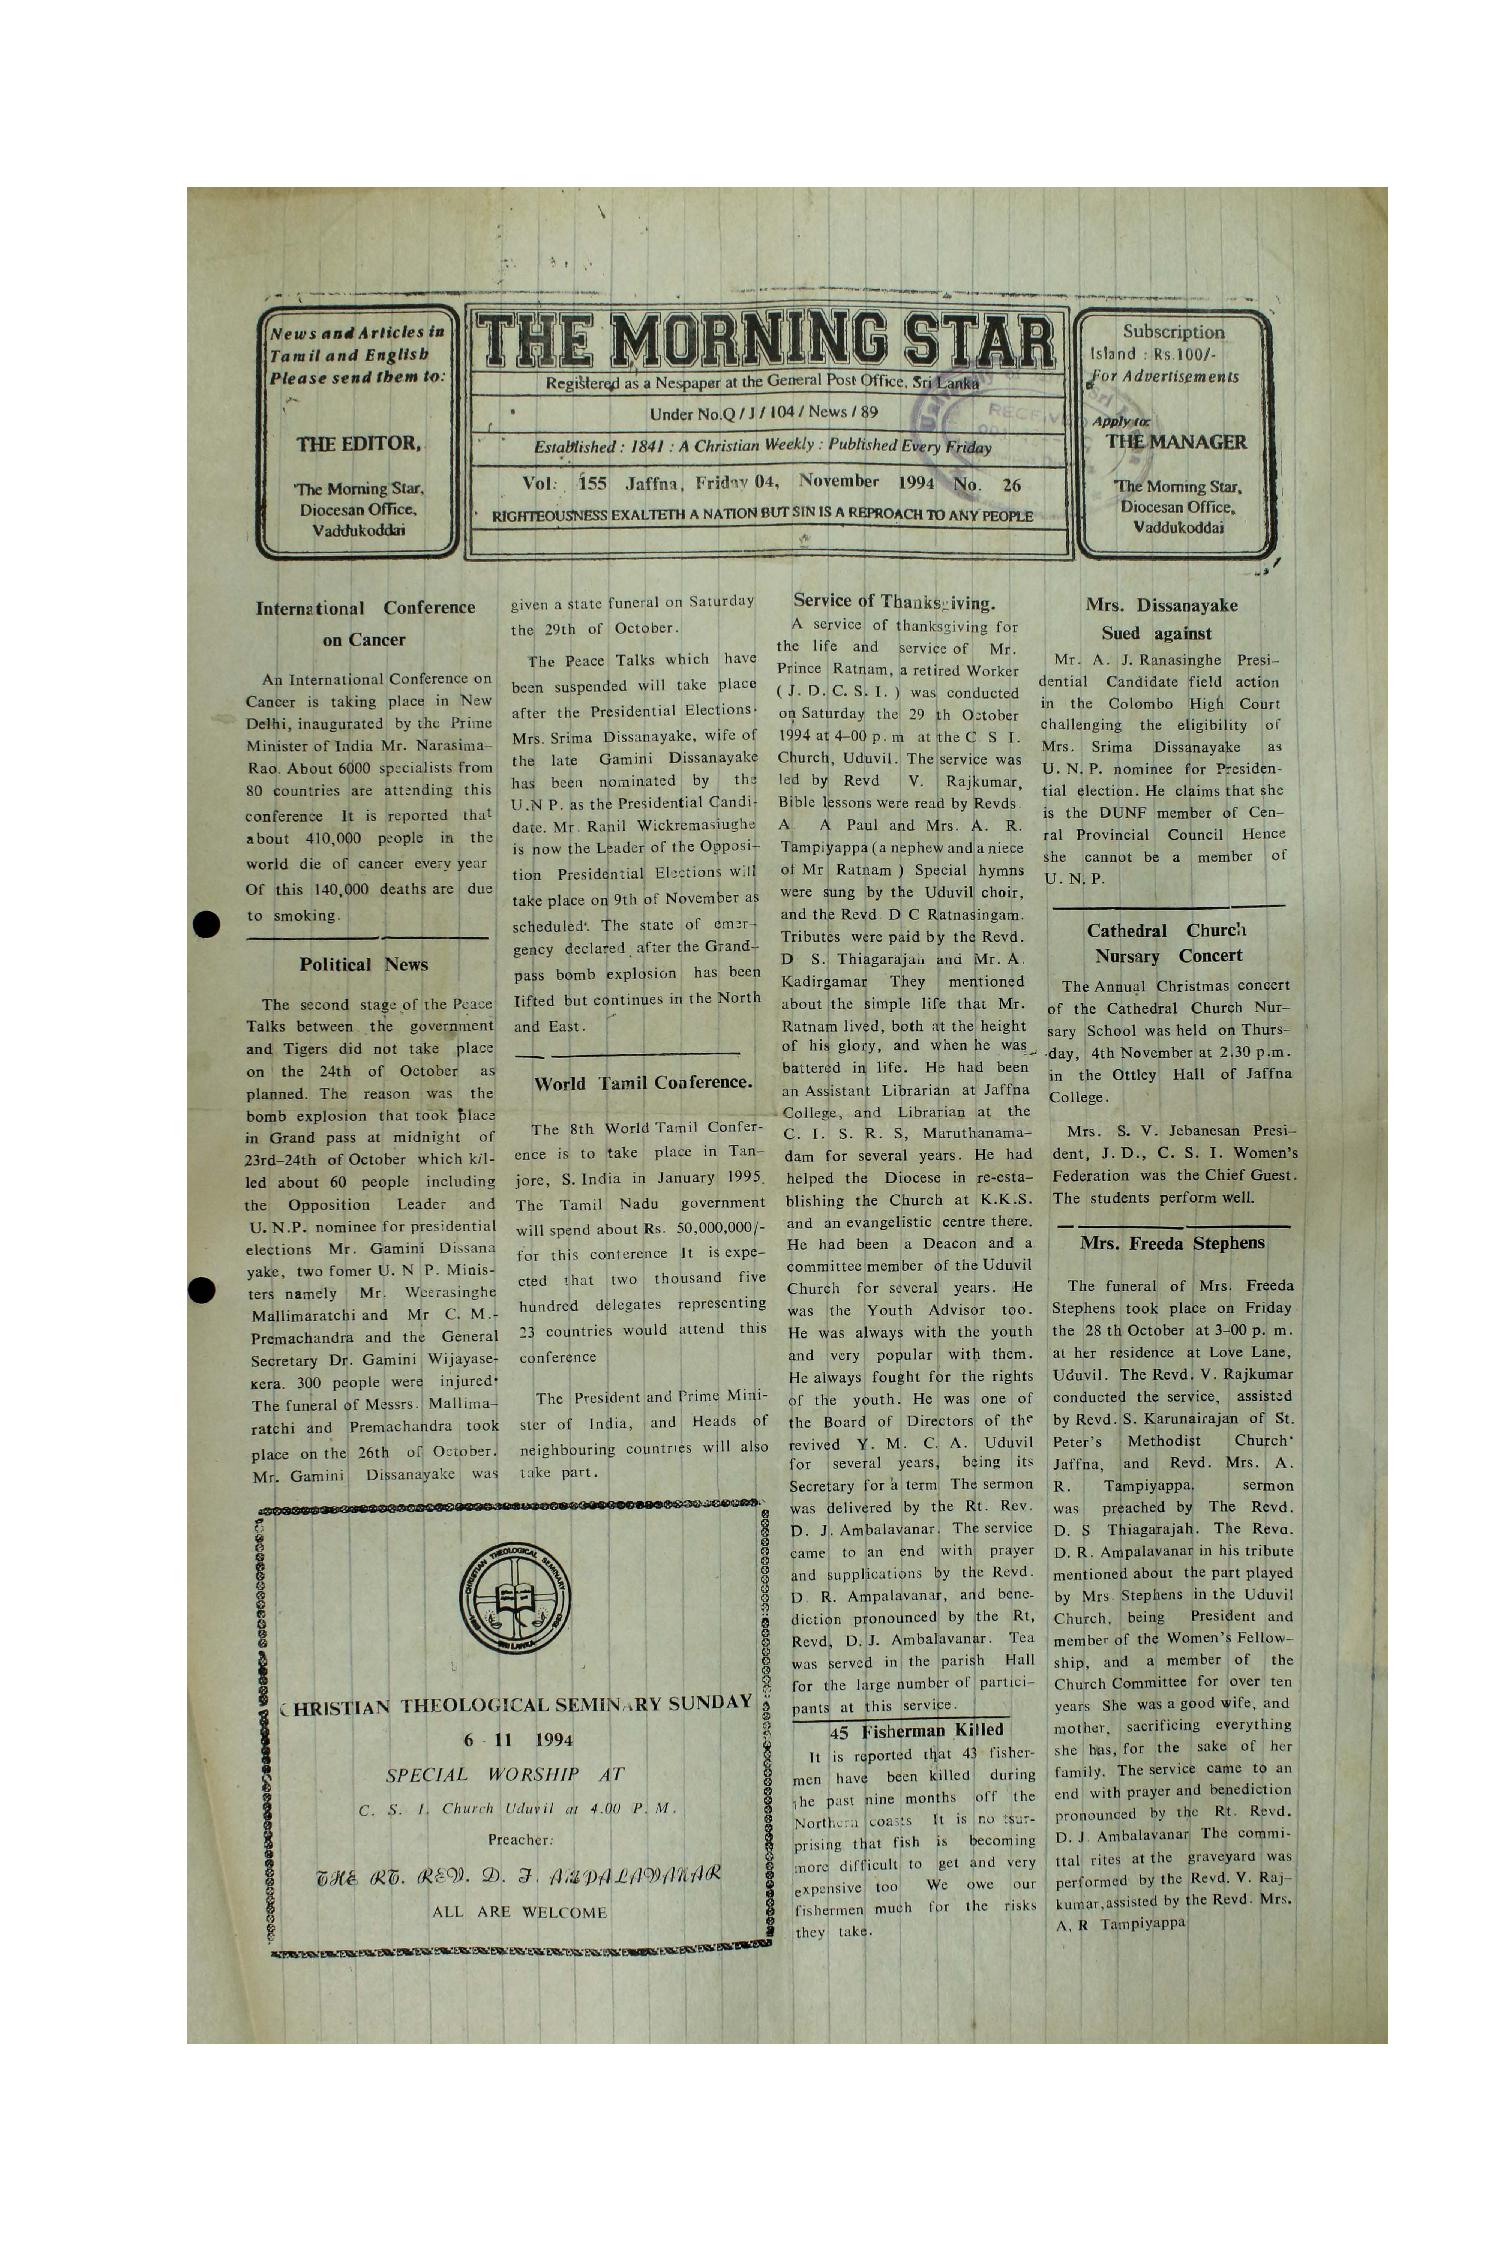 News and Articles in
Tamil and English
Please send them to:
THE EDITOR,
The Morning Star,
Diocesan Office,
Vaddukoddai
THE MORNING STAR
Registered as a Nespaper at the General Post Office, Sri Lanka
Under No.Q / J / 104 / News / 89
Established : 1841 : A Christian Weekly : Published Every Friday
Vol: 155 Jaffna, Friday 04, November 1994 No. 26
RIGHTEOUSNESS EXALTETH A NATION BUT SIN IS A REPROACH TO ANY PEOPLE
Subscription
Island : Rs.100/-
For Advertisements
Apply to:
THE MANAGER
The Morning Star,
Diocesan Office,
Vaddukoddai
International Conference
on Cancer
An International Conference on
Cancer is taking place in New
Delhi, inaugurated by the Prime
Minister of India Mr. Narasima-
Rao. About 6000 specialists from
80 countries are attending this
conference It is reported that
about 410,000 people in the
world die of cancer every year
Of this 140,000 deaths are due
to smoking.
Political News
The second stage of the Peace
Talks between the government
and Tigers did not take place
on the 24th of October as
planned. The reason was the
bomb explosion that took place
in Grand pass at midnight of
23rd-24th of October which kil-
led about 60 people including
the Opposition Leader and
U.N.P. nominee for presidential
elections Mr. Gamini Dissana
yake, two fomer U. N P. Minis-
ters namely Mr. Weerasinghe
Mallimaratchi and Mr C. M.-
Premachandra and the General
Secretary Dr. Gamini Wijayase-
kera. 300 people were injured.
The funeral of Messrs. Mallima-
ratchi and Premachandra took
place on the 26th of October.
Mr. Gamini Dissanayake was
given a state funeral on Saturday
the 29th of October.
The Peace Talks which have
been suspended will take place
after the Presidential Elections.
Mrs. Srima Dissanayake, wife of
the late Gamini Dissanayake
has been nominated by the
U.N P. as the Presidential Candi-
date. Mr. Ranil Wickremasiughe
is now the Leader of the Opposi-
tion Presidential Elections will
take place on 9th of November as
scheduled. The state of emer-
gency declared after the Grand-
pass bomb explosion has been
lifted but continues in the North
and East.
World Tamil Conference.
The 8th World Tamil Confer-
ence is to take place in Tan-
jore, S. India in January 1995.
The Tamil Nadu government
will spend about Rs. 50,000,000/-
for this conterence It is expe-
cted that two thousand five
hundred delegates representing
23 countries would attend this
conference
The President and Prime Mini-
ster of India, and Heads of
neighbouring countries will also
take part.
CHRISTIAN THEOLOGICAL SEMINARY
SRI LANKA
CHRISTIAN THEOLOGICAL SEMINARY SUNDAY
6 - 11 1994
SPECIAL WORSHIP AT
C. S. I. Church Uduvil at 4.00 P. M.
Preacher:
THE RT. REV. D. J. AMBALAVANAR
ALL ARE WELCOME
Service of Thanksgiving.
A service of thanksgiving for
the life and service of Mr.
Prince Ratnam, a retired Worker
( J. D. C. S. I. ) was conducted
on Saturday the 29 th October
1994 at 4-00 p. m at the C S I.
Church, Uduvil. The service was
led by Revd V. Rajkumar,
Bible lessons were read by Revds
A A Paul and Mrs. A. R.
Tampiyappa (a nephew and a niece
of Mr Ratnam ) Special hymns
were sung by the Uduvil choir,
and the Revd D C Ratnasingam.
Tributes were paid by the Revd.
D S. Thiagarajah and Mr. A.
Kadirgamar They mentioned
about the simple life that Mr.
Ratnam lived, both at the height
of his glory, and when he was
battered in life. He had been
an Assistant Librarian at Jaffna
College, and Librarian at the
C. I. S. R. S, Maruthanama-
dam for several years. He had
helped the Diocese in re-esta-
blishing the Church at K.K.S.
and an evangelistic centre there.
He had been a Deacon and a
committee member of the Uduvil
Church for several years. He
was the Youth Advisor too.
He was always with the youth
and very popular with them.
He always fought for the rights
of the youth. He was one of
the Board of Directors of the
revived Y. M. C. A. Uduvil
for several years, being its
Secretary for a term The sermon
was delivered by the Rt. Rev.
D. J. Ambalavanar. The service
came to an end with prayer
and supplications by the Revd.
D. R. Ampalavanar, and bene-
diction pronounced by the Rt,
Revd, D. J. Ambalavanar. Tea
was served in the parish Hall
for the large number of partici-
pants at this service.
45 Fisherman Killed
It is reported that 43 fisher-
men have been killed during
the past nine months off the
Northern coasts It is no tsur-
prising that fish is becoming
more difficult to get and very
expensive too We owe our
fishermen much for the risks
they take.
Mrs. Dissanayake
Sued against
Mr. A. J. Ranasinghe Presi-
dential Candidate field action
in the Colombo High Court
challenging the eligibility of
Mrs. Srima Dissanayake as
U. N. P. nominee for Presiden-
tial election. He claims that she
is the DUNF member of Cen-
ral Provincial Council Hence
she cannot be a member of
U. N. P.
Cathedral Church
Nursary Concert
The Annual Christmas concert
of the Cathedral Church Nur-
sary School was held on Thurs-
day, 4th November at 2.30 p.m.
in the Ottley Hall of Jaffna
College.
Mrs. S. V. Jebanesan Presi-
dent, J. D., C. S. I. Women's
Federation was the Chief Guest.
The students perform well.
Mrs. Freeda Stephens
The funeral of Mrs. Freeda
Stephens took place on Friday
the 28 th October at 3-00 p. m.
at her residence at Love Lane,
Uduvil. The Revd. V. Rajkumar
conducted the service, assisted
by Revd. S. Karunairajan of St.
Peter's Methodist Church'
Jaffna, and Revd. Mrs. A.
R. Tampiyappa. sermon
was preached by The Revd.
D. S Thiagarajah. The Revd.
D. R. Ampalavanar in his tribute
mentioned about the part played
by Mrs Stephens in the Uduvil
Church, being President and
member of the Women's Fellow-
ship, and a member of the
Church Committee for over ten
years She was a good wife, and
mother, sacrificing everything
she has, for the sake of her
family. The service came to an
end with prayer and benediction
pronounced by the Rt. Revd.
D. J. Ambalavanar The commi-
ttal rites at the graveyard was
performed by the Revd. V. Raj-
kumar, assisted by the Revd. Mrs.
A. R Tampiyappa